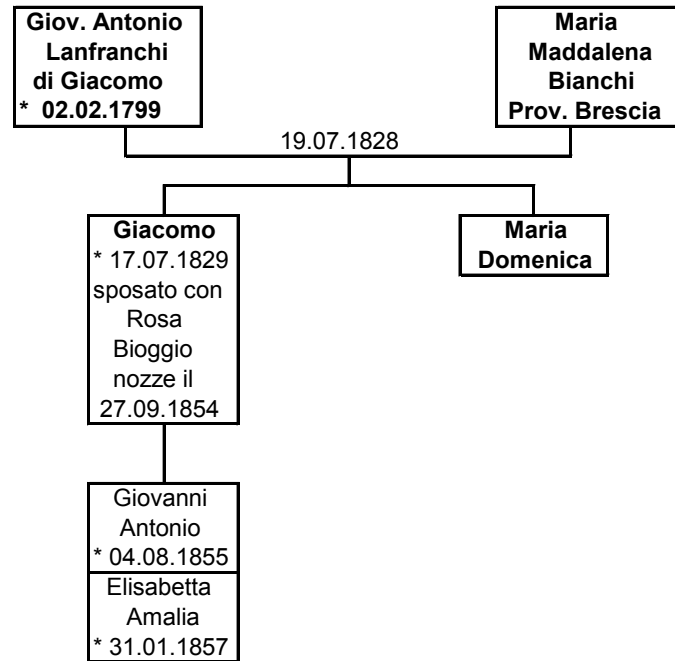 Giov. Antonio
Lanfranchi
di Giacomo
* 02.02.1799
Maria
Maddalena
Bianchi
Prov. Brescia
19.07.1828
Giacomo
* 17.07.1829
sposato con
Rosa
Bioggio
nozze il
27.09.1854
Maria
Domenica
Giovanni
Antonio
* 04.08.1855
Elisabetta
Amalia
* 31.01.1857